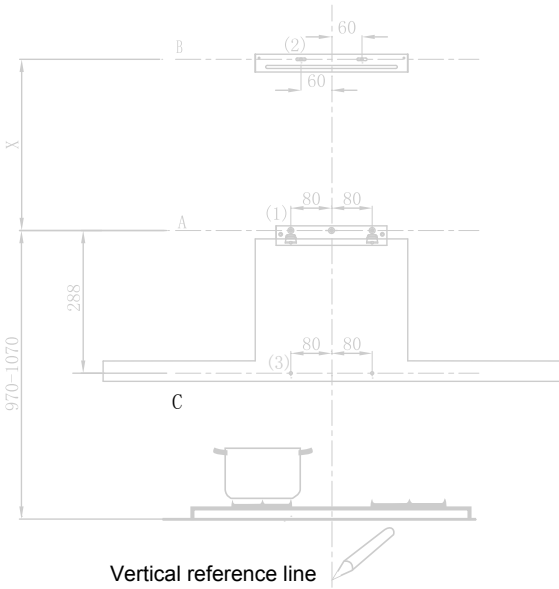 60
B (2)
60
X
80 80
(1)
A
288
80 80
(3)
970-1070
C
Vertical reference line